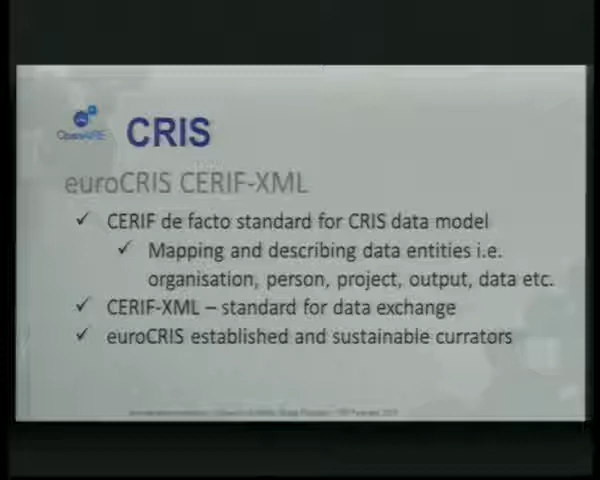 OpenAIRE
CRIS
euroCRIS CERIF-XML
✓ CERIF de facto standard for CRIS data model
✓ Mapping and describing data entities i.e.
organisation, person, project, output, data etc.
✓ CERIF-XML – standard for data exchange
✓ euroCRIS established and sustainable currators